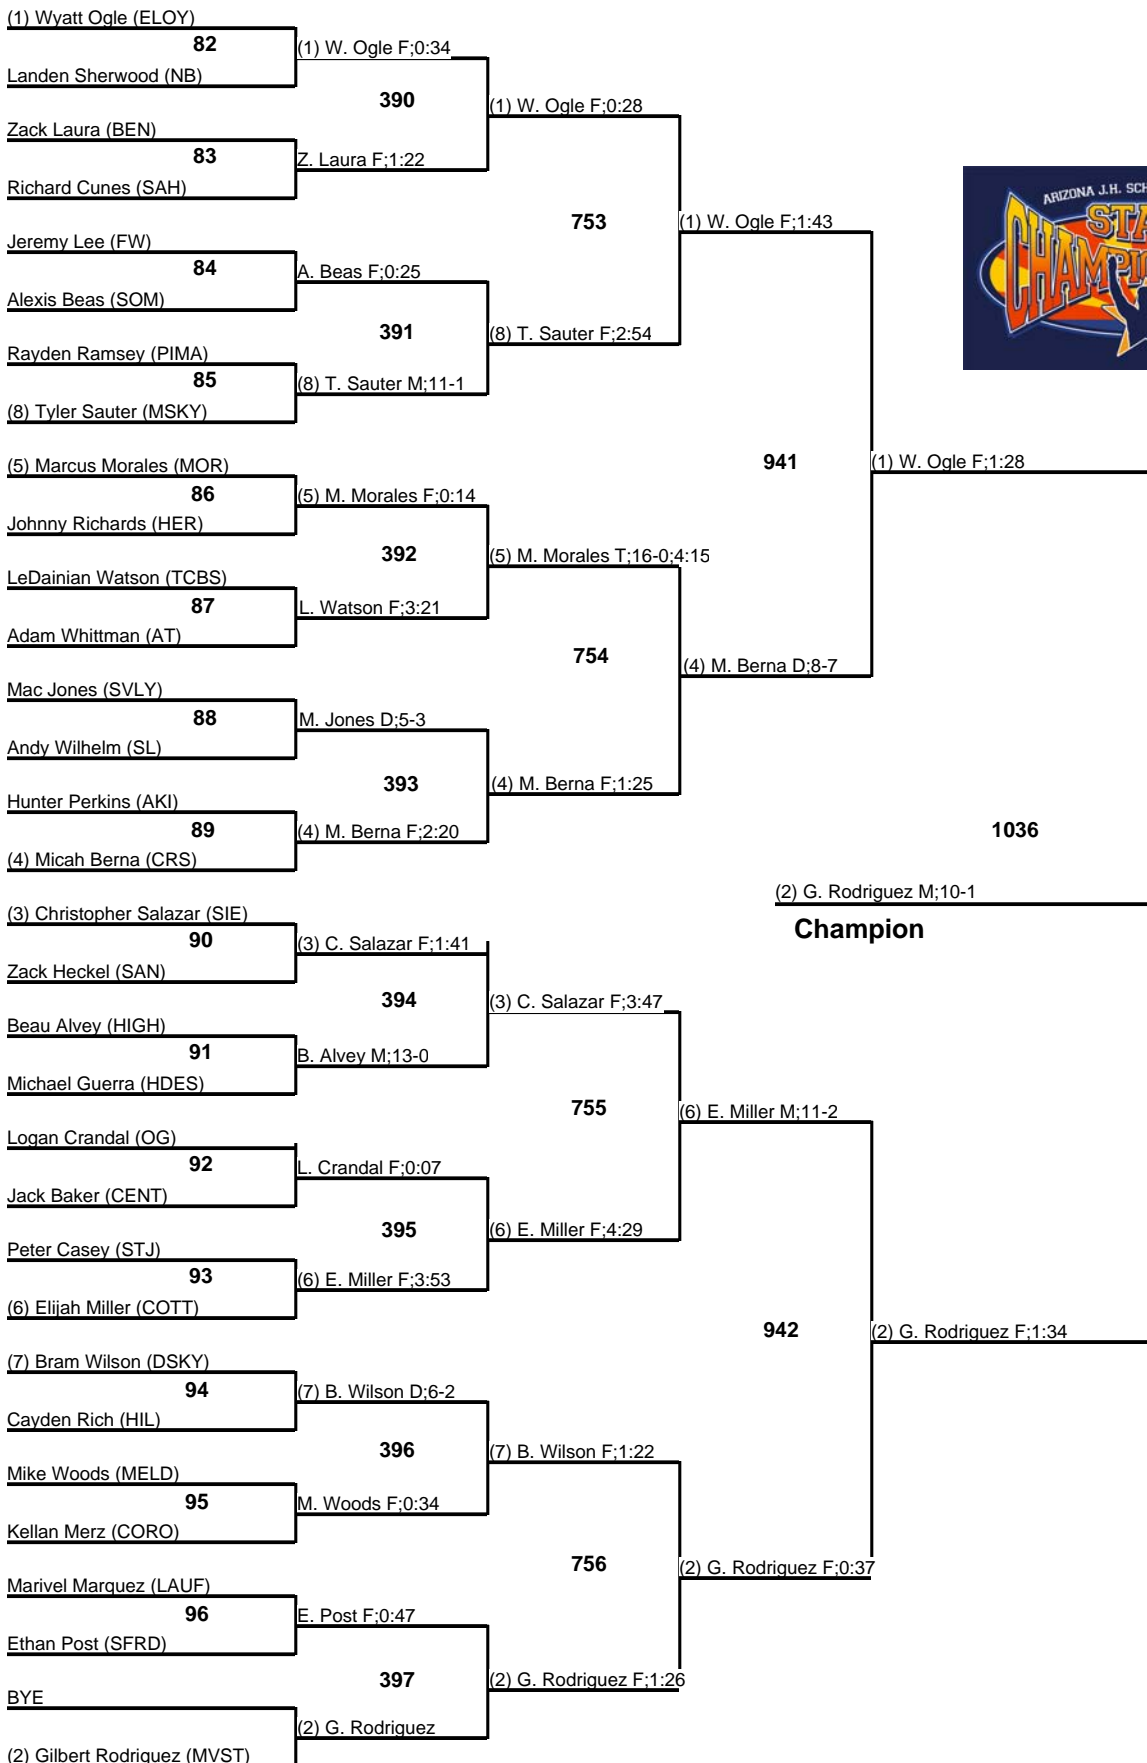 (1) Wyatt Ogle (ELOY)
82
(1) W. Ogle F;0:34
Landen Sherwood (NB)
390
(1) W. Ogle F;0:28
Zack Laura (BEN)
83
Z. Laura F;1:22
Richard Cunes (SAH)
753
(1) W. Ogle F;1:43
Jeremy Lee (FW)
84
A. Beas F;0:25
Alexis Beas (SOM)
391
(8) T. Sauter F;2:54
Rayden Ramsey (PIMA)
85
(8) T. Sauter M;11-1
(8) Tyler Sauter (MSKY)
ARIZONA J.H.
CHAMPI
941
(1) W. Ogle F;1:28
(5) Marcus Morales (MOR)
86
(5) M. Morales F;0:14
Johnny Richards (HER)
392
(5) M. Morales T;16-0;4:15
LeDainian Watson (TCBS)
87
L. Watson F;3:21
Adam Whittman (AT)
754
(4) M. Berna D;8-7
Mac Jones (SVLY)
88
M. Jones D;5-3
Andy Wilhelm (SL)
393
(4) M. Berna F;1:25
Hunter Perkins (AKI)
89
(4) M. Berna F;2:20
(4) Micah Berna (CRS)
1036
(2) G. Rodriguez M;10-1
Champion
(3) Christopher Salazar (SIE)
90
(3) C. Salazar F;1:41
Zack Heckel (SAN)
394
(3) C. Salazar F;3:47
Beau Alvey (HIGH)
91
B. Alvey M;13-0
Michael Guerra (HDES)
755
(6) E. Miller M;11-2
Logan Crandal (OG)
92
L. Crandal F;0:07
Jack Baker (CENT)
395
(6) E. Miller F;4:29
Peter Casey (STJ)
93
(6) E. Miller F;3:53
(6) Elijah Miller (COTT)
942
(2) G. Rodriguez F;1:34
(7) Bram Wilson (DSKY)
94
(7) B. Wilson D;6-2
Cayden Rich (HIL)
396
(7) B. Wilson F;1:22
Mike Woods (MELD)
95
M. Woods F;0:34
Kellan Merz (CORO)
756
(2) G. Rodriguez F;0:37
Marivel Marquez (LAUF)
96
E. Post F;0:47
Ethan Post (SFRD)
397
(2) G. Rodriguez F;1:26
BYE
(2) G. Rodriguez
(2) Gilbert Rodriguez (MVST)